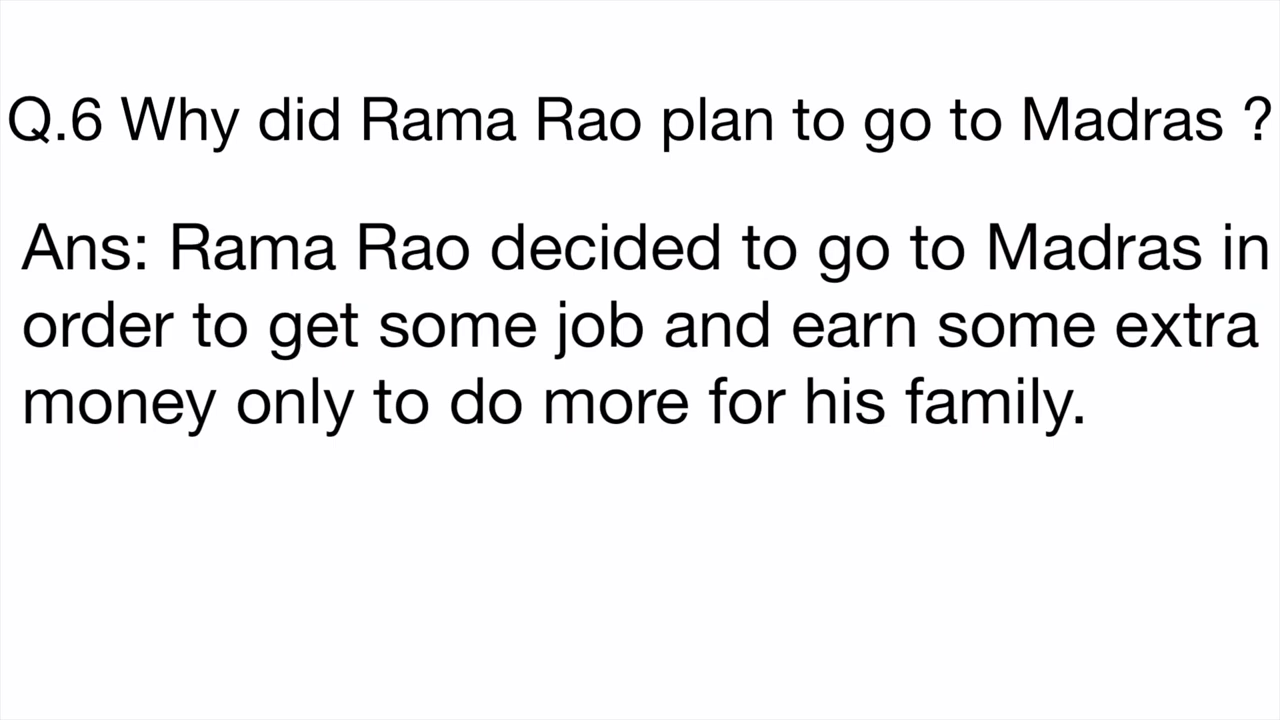 Q.6 Why did Rama Rao plan to go to Madras ?
Ans: Rama Rao decided to go to Madras in
order to get some job and earn some extra
money only to do more for his family.